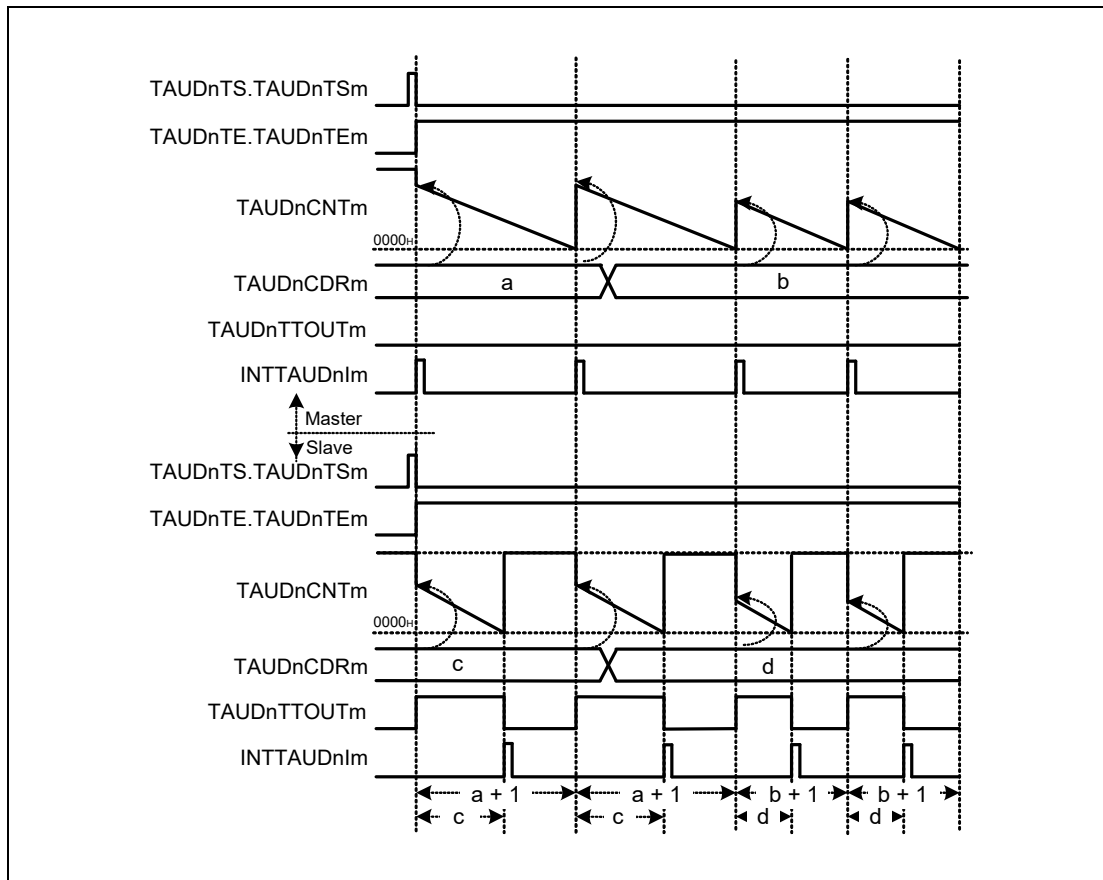 TAUDnTS.TAUDnTSm
TAUDnTE.TAUDnTEm
TAUDnCNTm
0000H
TAUDnCDRm
a
b
TAUDnTTOUTm
INTTAUDnIm
Master
Slave
TAUDnTS.TAUDnTSm
TAUDnTE.TAUDnTEm
TAUDnCNTm
0000H
TAUDnCDRm
c
d
TAUDnTTOUTm
INTTAUDnIm
a + 1 a + 1 b + 1 b + 1
c c d d